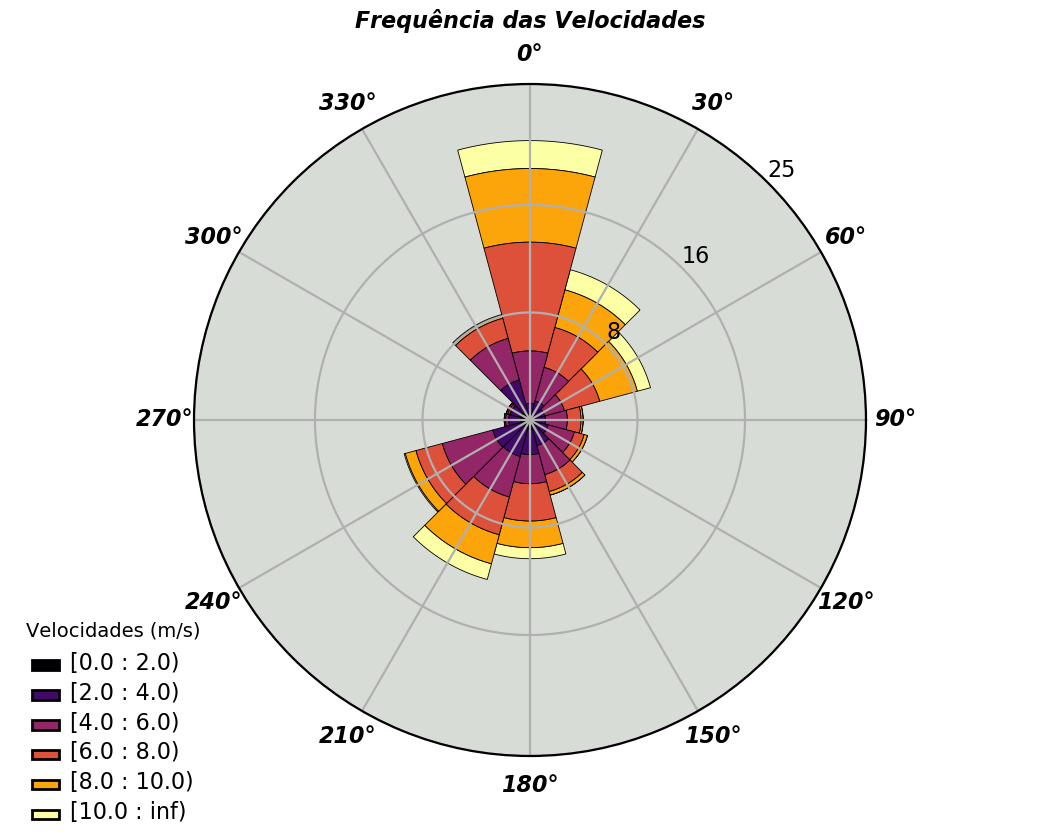 Frequência das Velocidades
0°
330°
30°
25
300°
60°
16
8
270°
90°
240°
120°
210°
150°
180°
Velocidades (m/s)
[0.0 : 2.0)
[2.0 : 4.0)
[4.0 : 6.0)
[6.0 : 8.0)
[8.0 : 10.0)
[10.0 : inf)